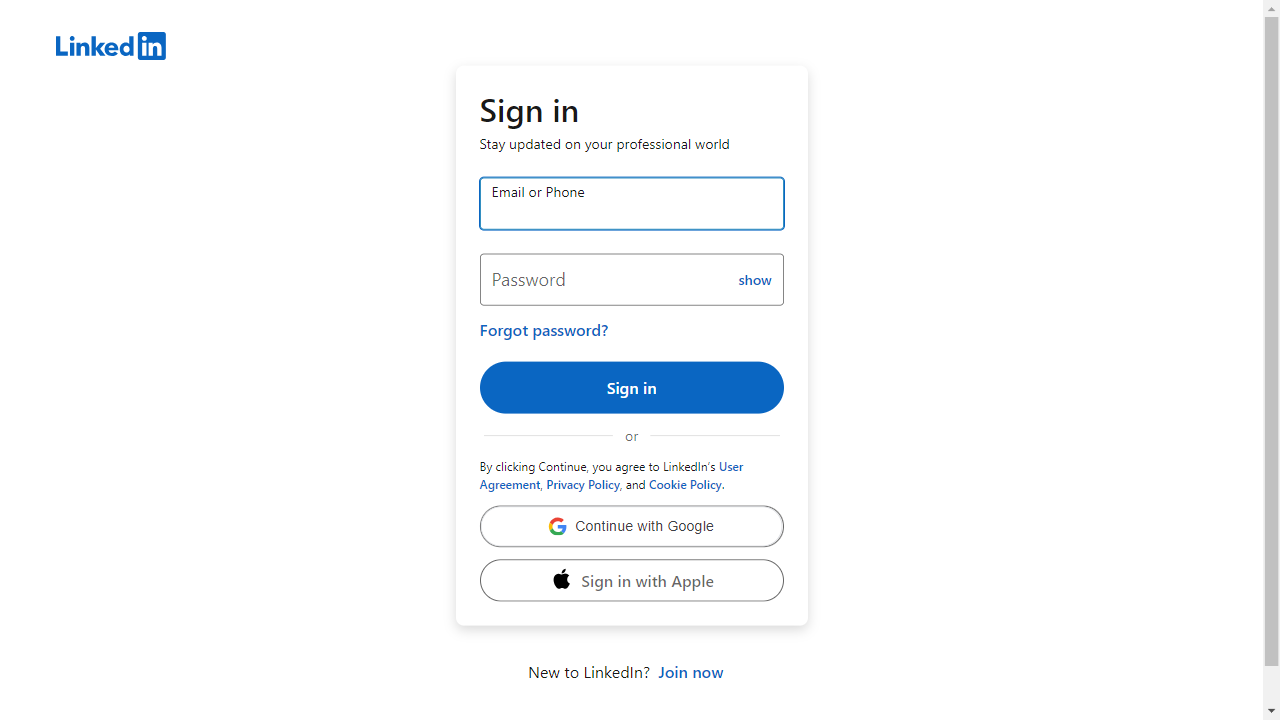 Linked in
Sign in
Stay updated on your professional world
Email or Phone
Password show
Forgot password?
Sign in
or
By clicking Continue, you agree to LinkedIn's User
Agreement, Privacy Policy, and Cookie Policy.
Continue with Google
Sign in with Apple
New to LinkedIn? Join now